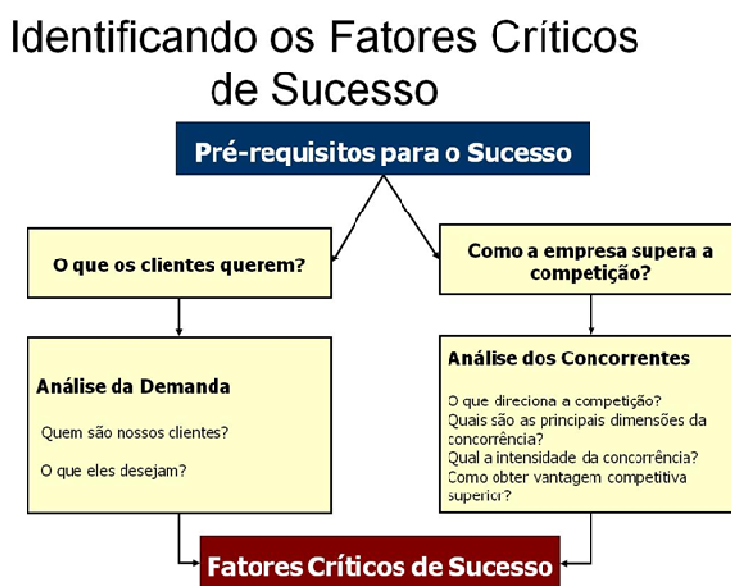 Identificando os Fatores Críticos
de Sucesso
Pré-requisitos para o Sucesso
O que os clientes querem?
Como a empresa supera a
competição?
Análise da Demanda
Quem são nossos clientes?
O que eles desejam?
Análise dos Concorrentes
O que direciona a competição?
Quais são as principais dimensões da
concorrência?
Qual a intensidade da concorrência?
Como obter vantagem competitiva
superior?
Fatores Críticos de Sucesso